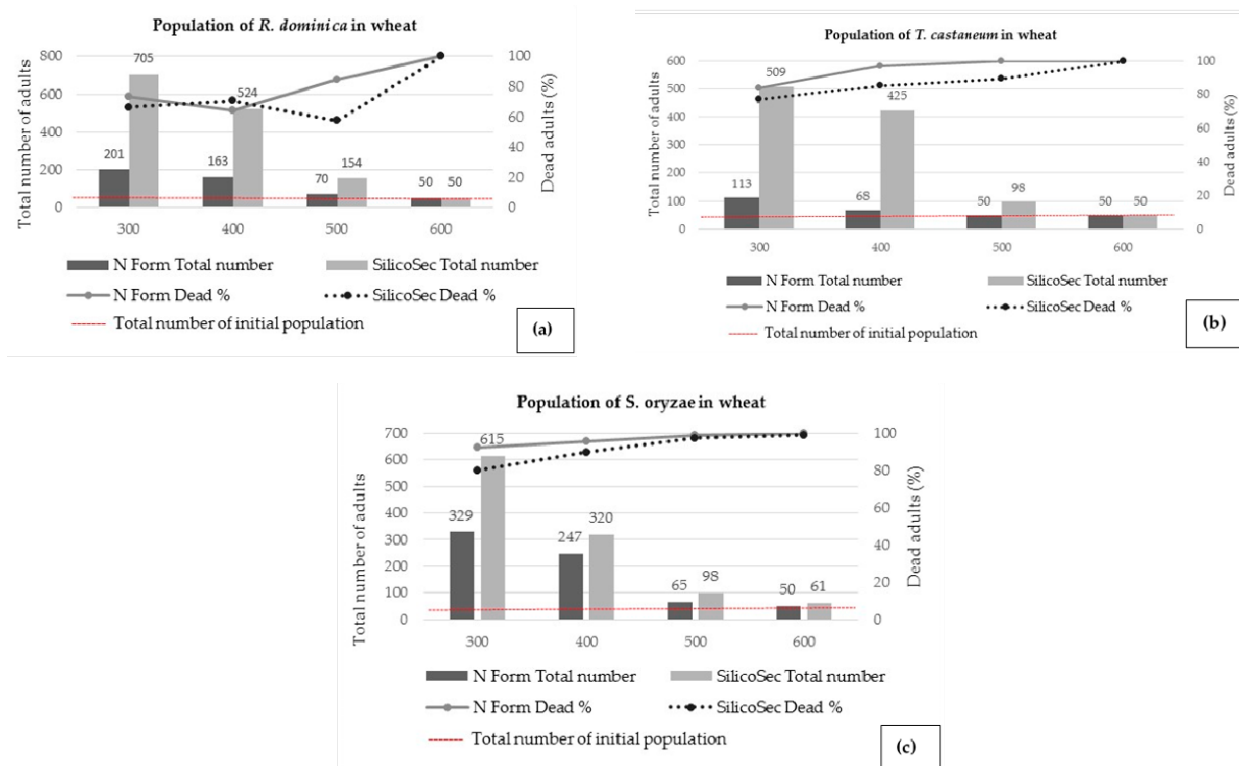 Population of R. dominica in wheat
Total number of adults
800
600
400
200
0
705
524
201
163
70
154
50
50
100
80
60
40
20
0
Dead adults (%)
300
400
500
600
N Form Total number
SilicoSec Total number
N Form Dead %
SilicoSec Dead %
Total number of initial population
(a)
Population of T. castaneum in wheat
Total number of adults
600
500
400
300
200
100
0
509
425
113
68
50
98
50
50
100
80
60
40
20
0
Dead adults (%)
300
400
500
600
N Form Total number
SilicoSec Total number
N Form Dead %
SilicoSec Dead %
Total number of initial population
(b)
Population of S. oryzae in wheat
Total number of adults
700
600
500
400
300
200
100
0
615
329
247
320
65
98
50
61
100
80
60
40
20
0
Dead adults (%)
300
400
500
600
N Form Total number
SilicoSec Total number
N Form Dead %
SilicoSec Dead %
Total number of initial population
(c)